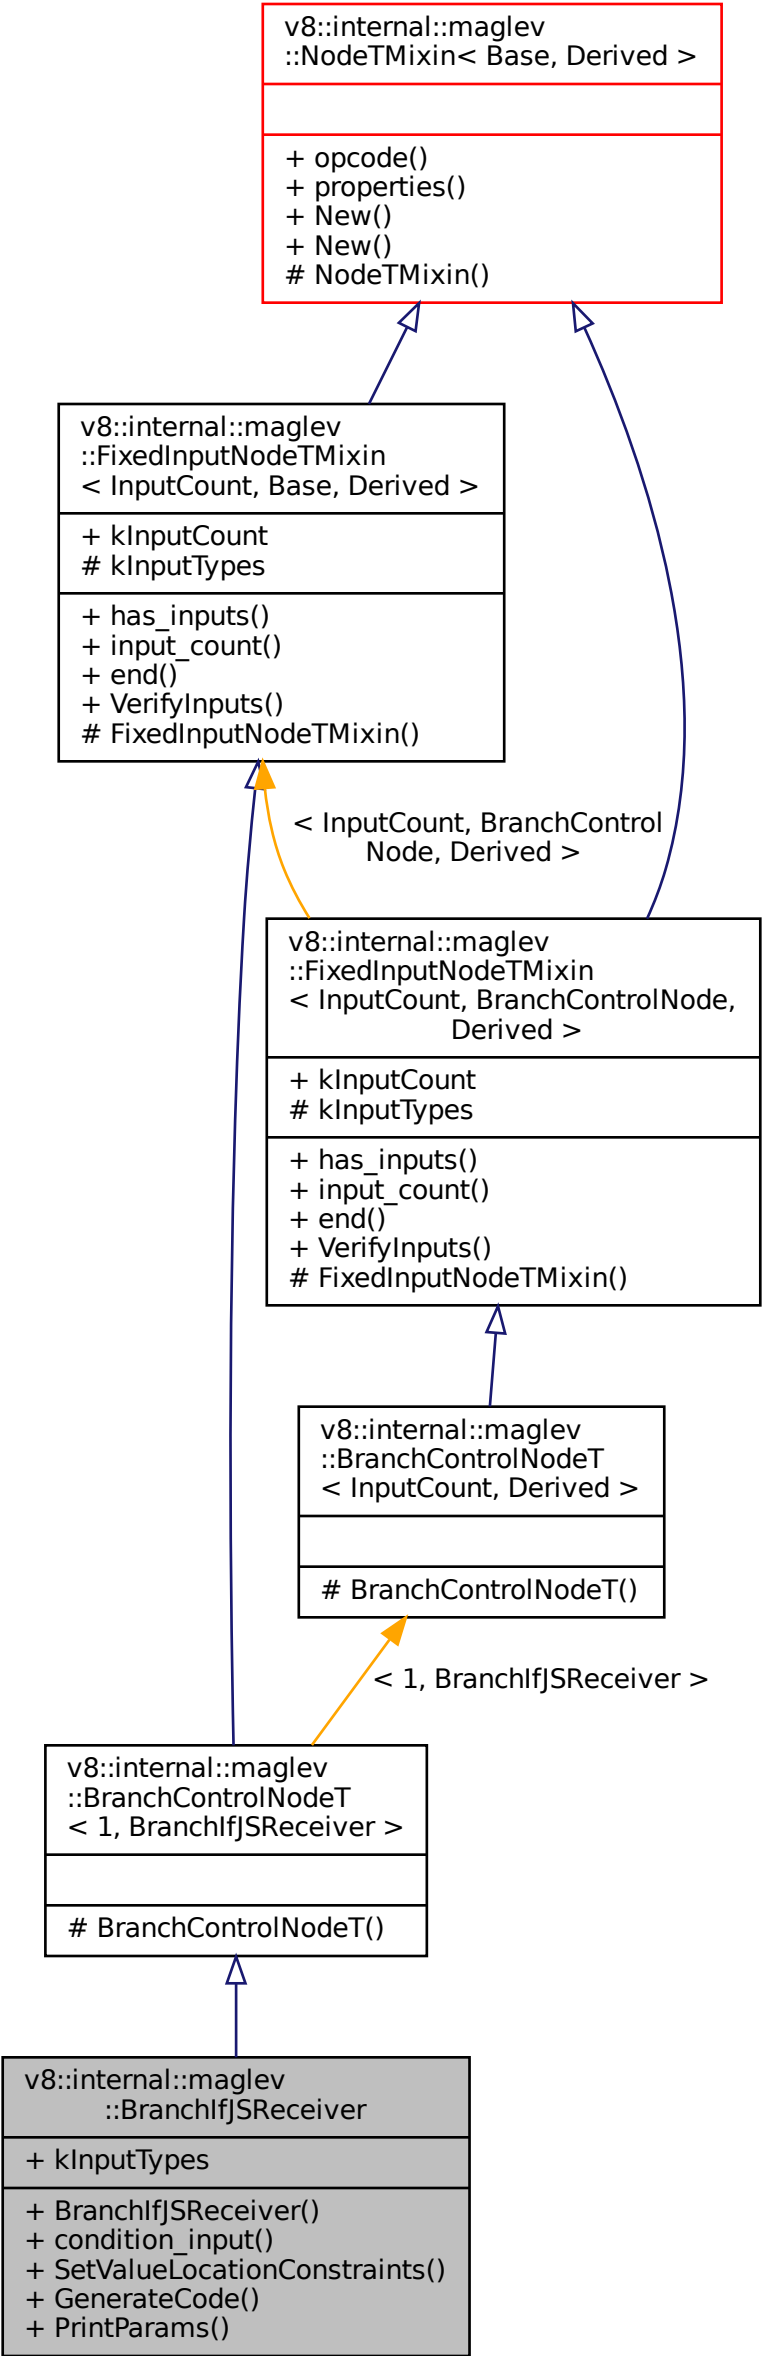 v8::internal::maglev
::NodeTMixin< Base, Derived >
+ opcode()
+ properties()
+ New()
+ New()
# NodeTMixin()
v8::internal::maglev
::FixedInputNodeTMixin
< InputCount, Base, Derived >
+ kInputCount
# kInputTypes
+ has_inputs()
+ input_count()
+ end()
+ VerifyInputs()
# FixedInputNodeTMixin()
< InputCount, BranchControl
Node, Derived >
v8::internal::maglev
::FixedInputNodeTMixin
< InputCount, BranchControlNode,
Derived >
+ kInputCount
# kInputTypes
+ has_inputs()
+ input_count()
+ end()
+ VerifyInputs()
# FixedInputNodeTMixin()
v8::internal::maglev
::BranchControlNodeT
< InputCount, Derived >
# BranchControlNodeT()
< 1, BranchIfJSReceiver >
v8::internal::maglev
::BranchControlNodeT
< 1, BranchIfJSReceiver >
# BranchControlNodeT()
v8::internal::maglev
::BranchIfJSReceiver
+ kInputTypes
+ BranchIfJSReceiver()
+ condition_input()
+ SetValueLocationConstraints()
+ GenerateCode()
+ PrintParams()